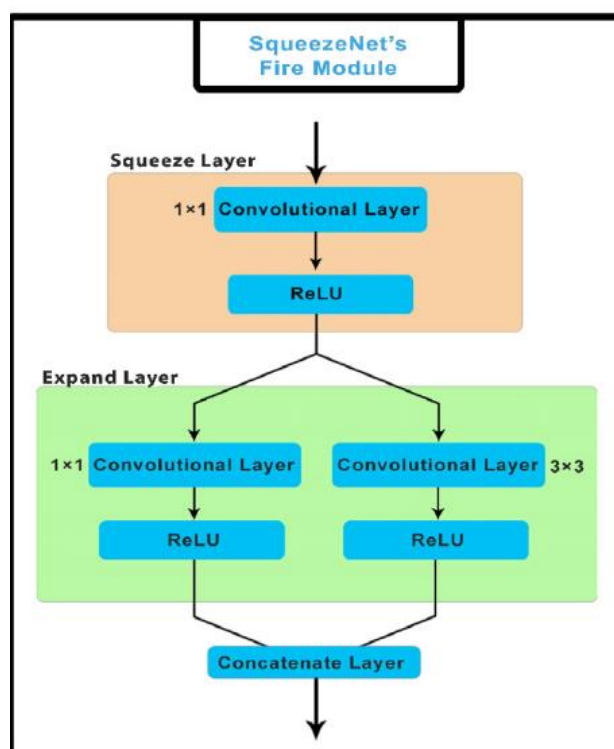 SqueezeNet's
Fire Module
Squeeze Layer
1×1 Convolutional Layer
ReLU
Expand Layer
1×1 Convolutional Layer
Convolutional Layer 3×3
ReLU
ReLU
Concatenate Layer